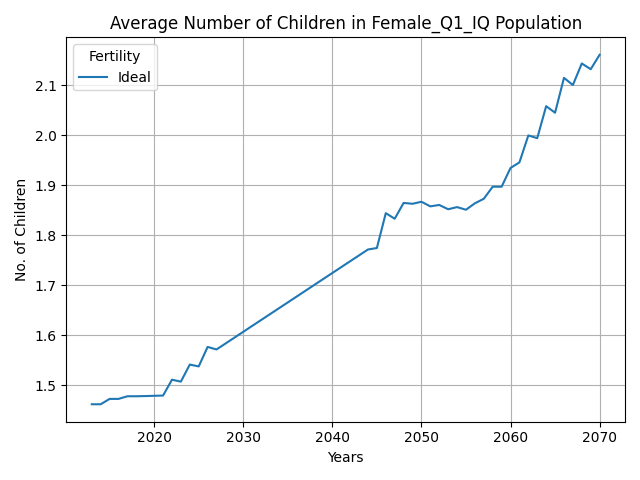 Average Number of Children in Female_Q1_IQ Population
Fertility
Ideal
No. of Children
2.1
2.0
1.9
1.8
1.7
1.6
1.5
2020 2030 2040 2050 2060 2070
Years